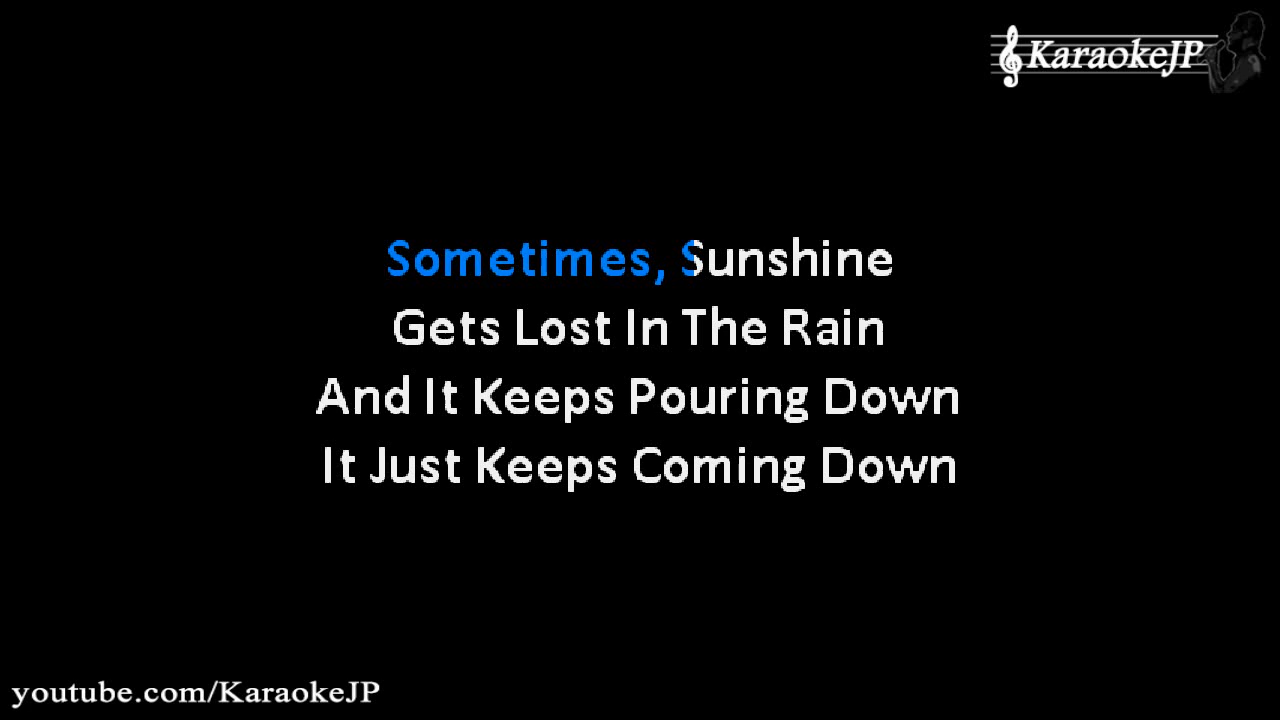 KaraokeJP
Sometimes, Sunshine
Gets Lost In The Rain
And It Keeps Pouring Down
It Just Keeps Coming Down
youtube.com/KaraokeJP